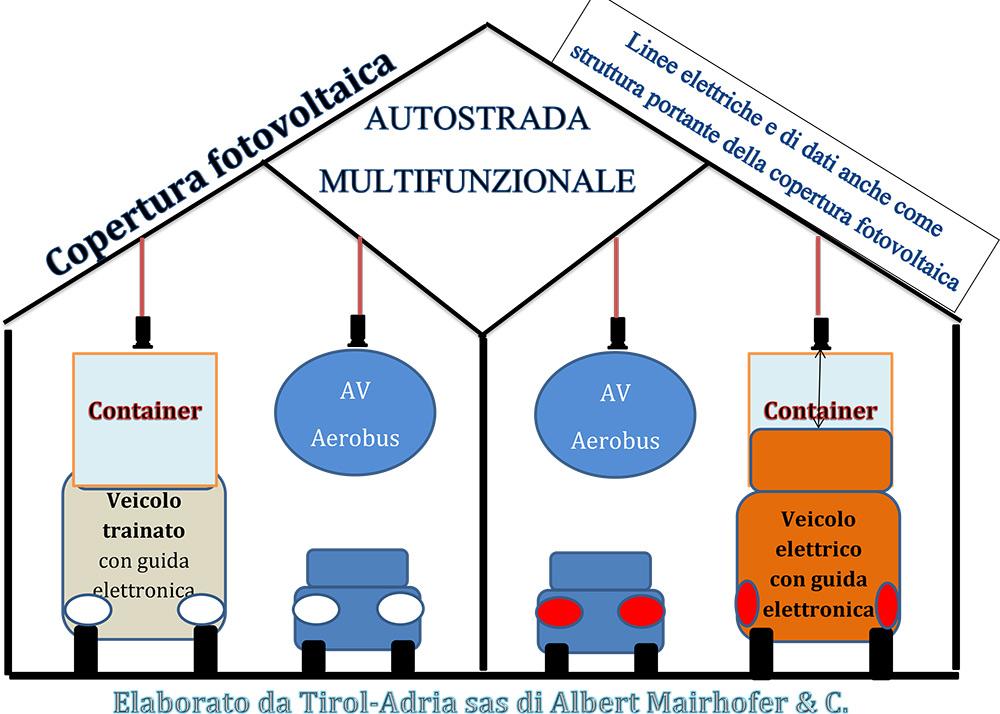 Copertura fotovoltaica
Linee elettriche e di dati anche come
struttura portante della copertura fotovoltaica
AUTOSTRADA
MULTIFUNZIONALE
Container
AV
Aerobus
AV
Aerobus
Container
Veicolo
trainato
con guida
elettronica
Veicolo
elettrico
con guida
elettronica
Elaborato da Tirol-Adria sas di Albert Mairhofer & C.